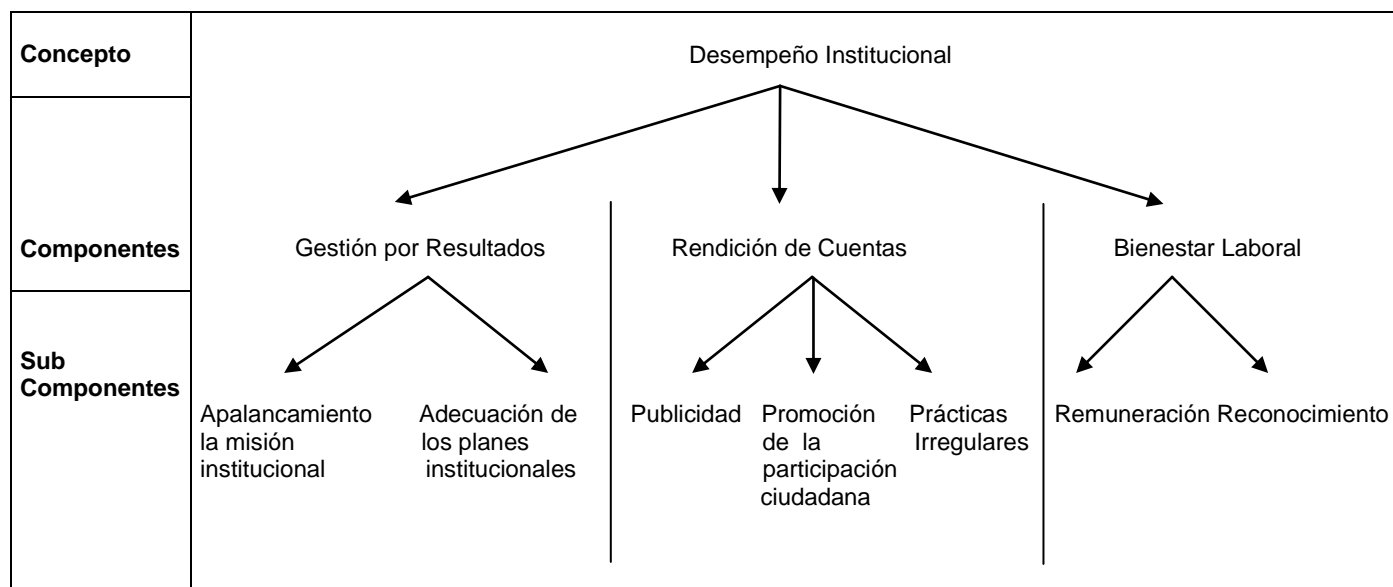 Concepto
Desempeño Institucional
Componentes
Gestión por Resultados
Rendición de Cuentas
Bienestar Laboral
Sub
Componentes
Apalancamiento
la misión
institucional
Adecuación de
los planes
institucionales
Publicidad
Promoción
de la
participación
ciudadana
Prácticas
Irregulares
Remuneración
Reconocimiento